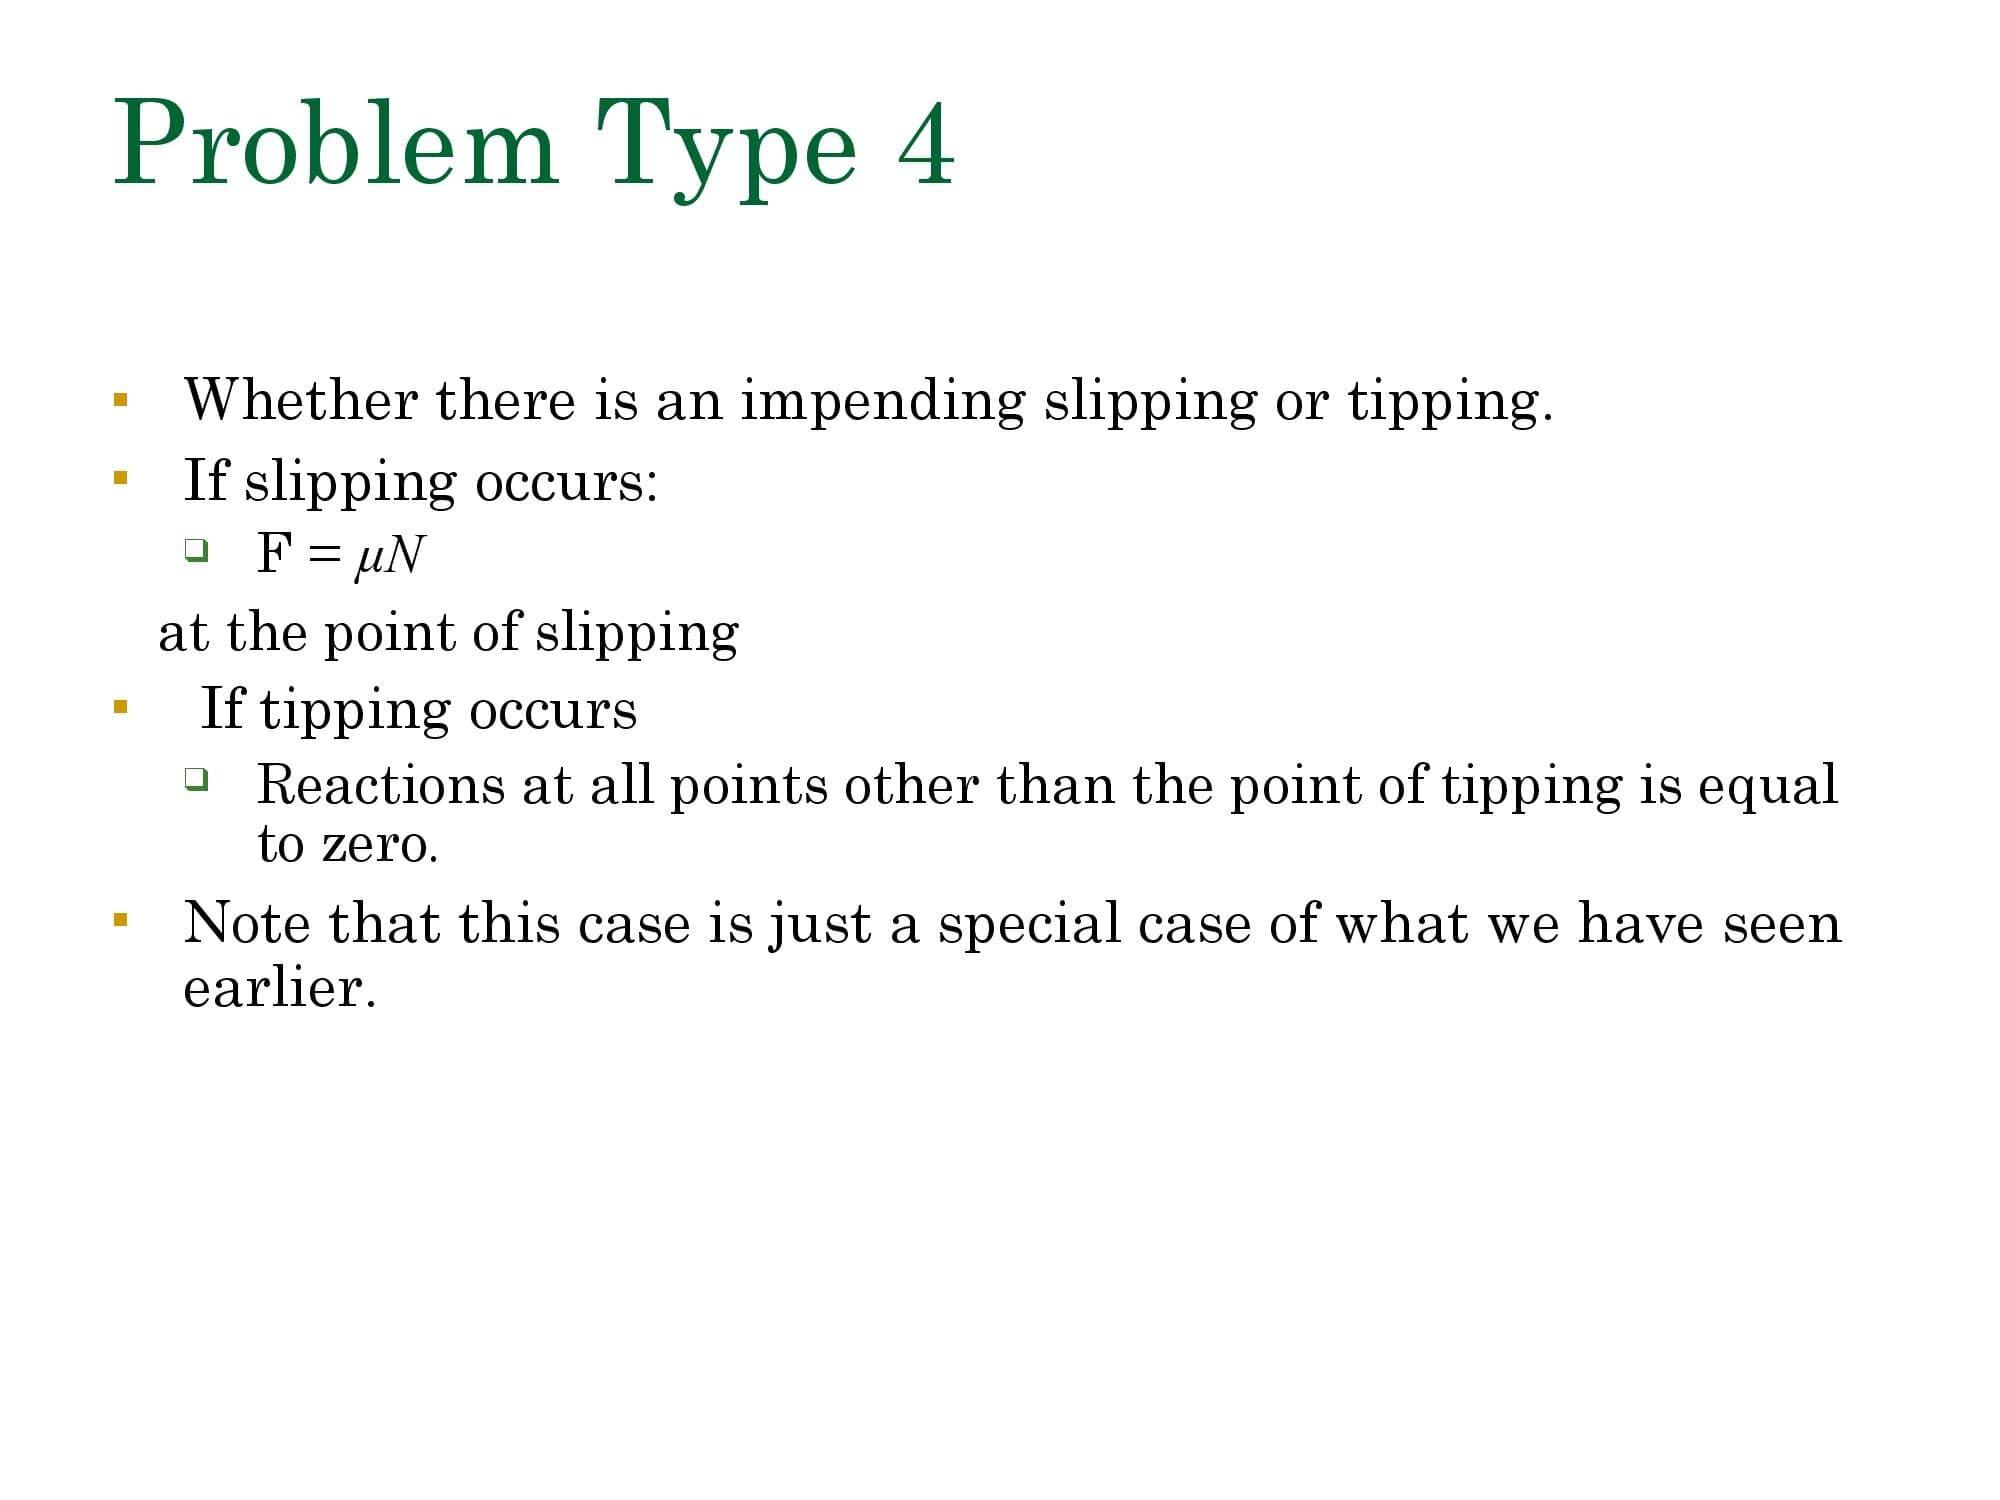 Problem Type 4
Whether there is an impending slipping or tipping.
If slipping occurs:
F = μN
at the point of slipping
If tipping occurs
Reactions at all points other than the point of tipping is equal
to zero.
Note that this case is just a special case of what we have seen
earlier.